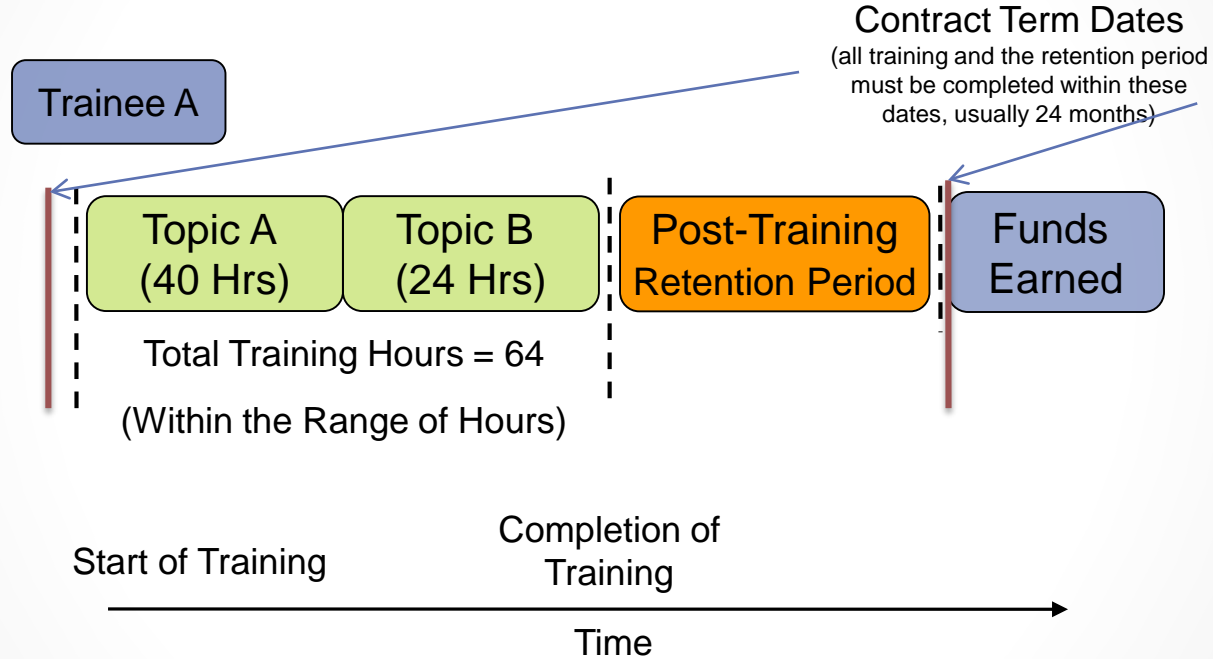 Contract Term Dates
(all training and the retention period
must be completed within these
dates, usually 24 months)
Trainee A
Topic A
(40 Hrs)
Topic B
(24 Hrs)
Post-Training
Retention Period
Funds
Earned
Total Training Hours = 64
(Within the Range of Hours)
Start of Training
Completion of
Training
Time